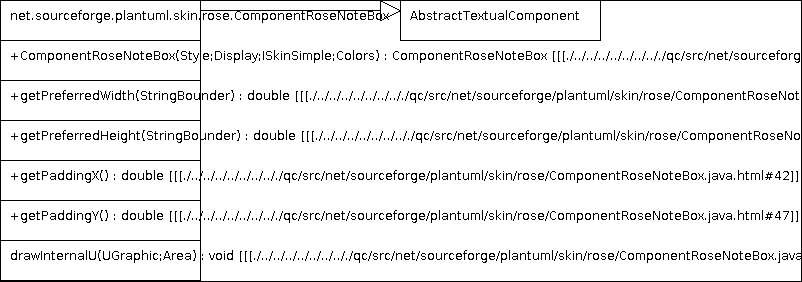 net.sourceforge.plantuml.skin.rose.ComponentRoseNoteBox AbstractTextualComponent
+ComponentRoseNoteBox(Style;Display;ISkinSimple;Colors) : ComponentRoseNoteBox [[[./../../../../../../../qc/src/net/sourceforg
+getPreferredWidth(StringBounder) : double [[[./../../../../../../../qc/src/net/sourceforge/plantuml/skin/rose/ComponentRoseNot
+getPreferredHeight(StringBounder) : double [[[./../../../../../../../qc/src/net/sourceforge/plantuml/skin/rose/ComponentRoseNo
+getPaddingX() : double [[[./../../../../../../../qc/src/net/sourceforge/plantuml/skin/rose/ComponentRoseNoteBox.java.html#42]]
+getPaddingY() : double [[[./../../../../../../../qc/src/net/sourceforge/plantuml/skin/rose/ComponentRoseNoteBox.java.html#47]]
drawInternalU(UGraphic;Area) : void [[[./../../../../../../../qc/src/net/sourceforge/plantuml/skin/rose/ComponentRoseNoteBox.java